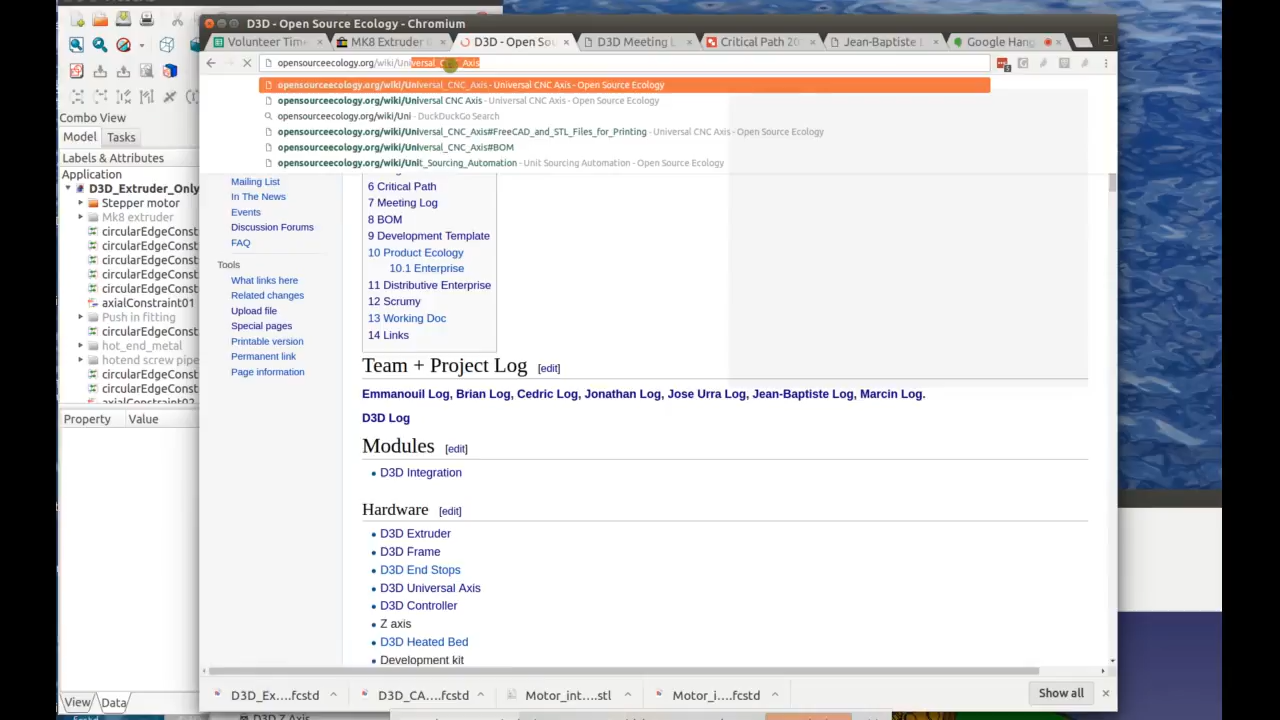 D3D - Open Source Ecology - Chromium
Volunteer Tim
MK8 Extruder
D3D - Open Sou
D3D Meeting L
Critical Path 20
Jean-Baptiste L
Google Hang
opensourceecology.org/wiki/Universal_CNC_Axis
opensourceecology.org/wiki/Universal_CNC_Axis - Universal CNC Axis - Open Source Ecology
opensourceecology.org/wiki/Universal CNC Axis - Universal CNC Axis - Open Source Ecology
opensourceecology.org/wiki/Uni - DuckDuckGo Search
opensourceecology.org/wiki/Universal_CNC_Axis#FreeCAD_and_STL_Files_for_Printing - Universal CNC Axis - Open Source Ecology
opensourceecology.org/wiki/Universal_CNC_Axis#BOM
opensourceecology.org/wiki/Unit_Sourcing_Automation - Unit Sourcing Automation - Open Source Ecology
Combo View
Model
Tasks
Labels & Attributes
Application
D3D_Extruder_Only
Stepper motor
Mk8 extruder
circularEdgeConst
circularEdgeConst
circularEdgeConst
circularEdgeConst
circularEdgeConst
axialConstraint01
Push in fitting
circularEdgeConst
hot_end_metal
hotend screw pipe
circularEdgeConst
circularEdgeConst
axialConstraint02
Property
Value
View
Data
Mailing List
In The News
Events
Discussion Forums
FAQ
Tools
What links here
Related changes
Upload file
Special pages
Printable version
Permanent link
Page information
6 Critical Path
7 Meeting Log
8 BOM
9 Development Template
10 Product Ecology
10.1 Enterprise
11 Distributive Enterprise
12 Scrumy
13 Working Doc
14 Links
Team + Project Log [edit]
Emmanouil Log, Brian Log, Cedric Log, Jonathan Log, Jose Urra Log, Jean-Baptiste Log, Marcin Log.
D3D Log
Modules [edit]
D3D Integration
Hardware [edit]
D3D Extruder
D3D Frame
D3D End Stops
D3D Universal Axis
D3D Controller
Z axis
D3D Heated Bed
Development kit
D3D_Ex....fcstd
D3D_CA....fcstd
Motor_int....stl
Motor_i....fcstd
Show all